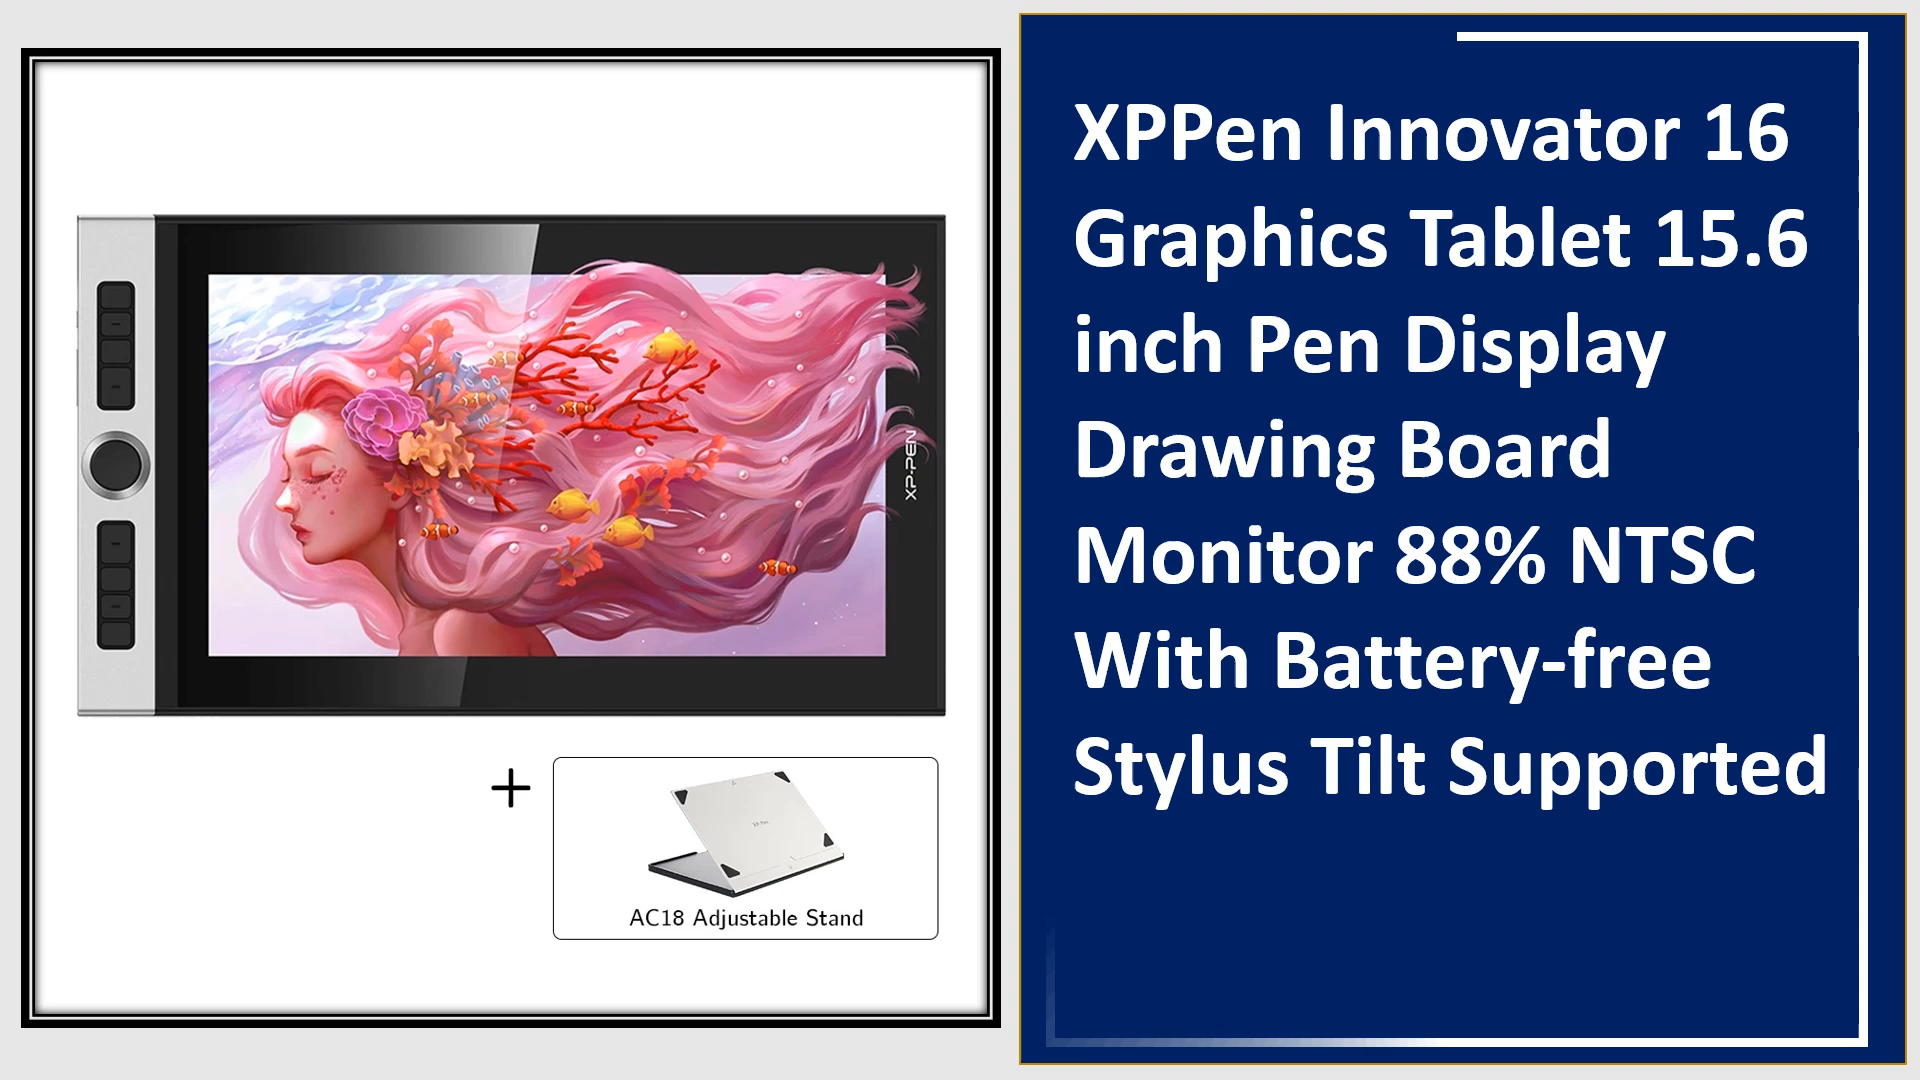 XP-PEN
+
AC18 Adjustable Stand
XPPen Innovator 16
Graphics Tablet 15.6
inch Pen Display
Drawing Board
Monitor 88% NTSC
With Battery-free
Stylus Tilt Supported